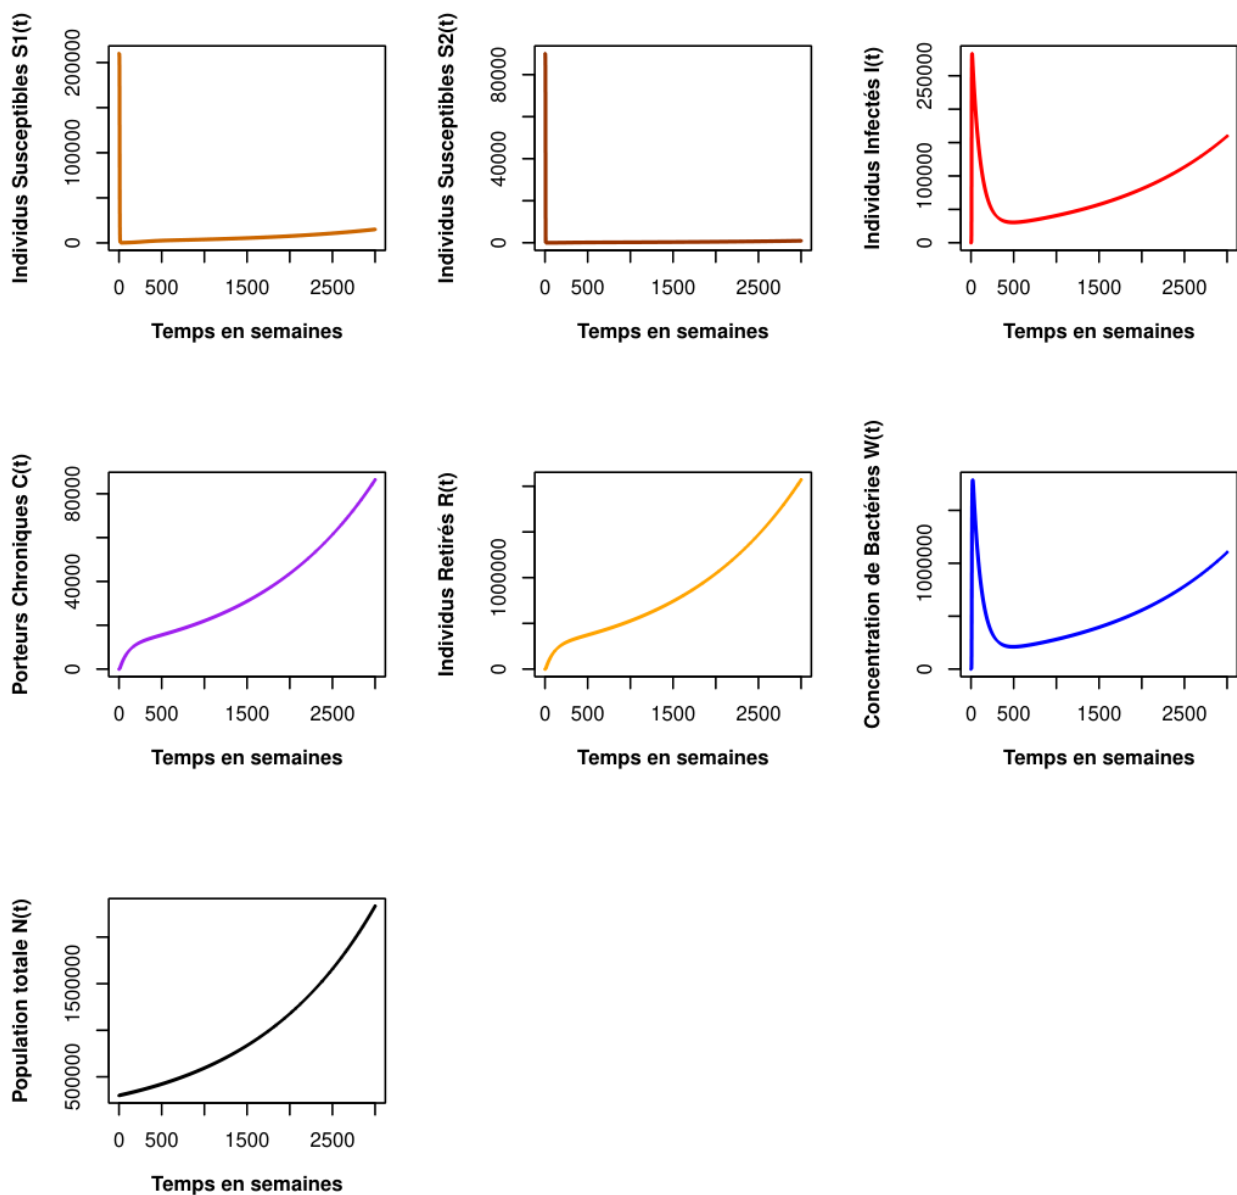 Individus Susceptibles S1(t)
200000
100000
0
0 500 1500 2500
Temps en semaines
Individus Susceptibles S2(t)
80000
40000
0
0 500 1500 2500
Temps en semaines
Individus Infectés I(t)
250000
100000
0
0 500 1500 2500
Temps en semaines
Porteurs Chroniques C(t)
80000
40000
0
0 500 1500 2500
Temps en semaines
Individus Retirés R(t)
1000000
0
0 500 1500 2500
Temps en semaines
Concentration de Bactéries W(t)
1000000
0
0 500 1500 2500
Temps en semaines
Population totale N(t)
1500000
500000
0 500 1500 2500
Temps en semaines